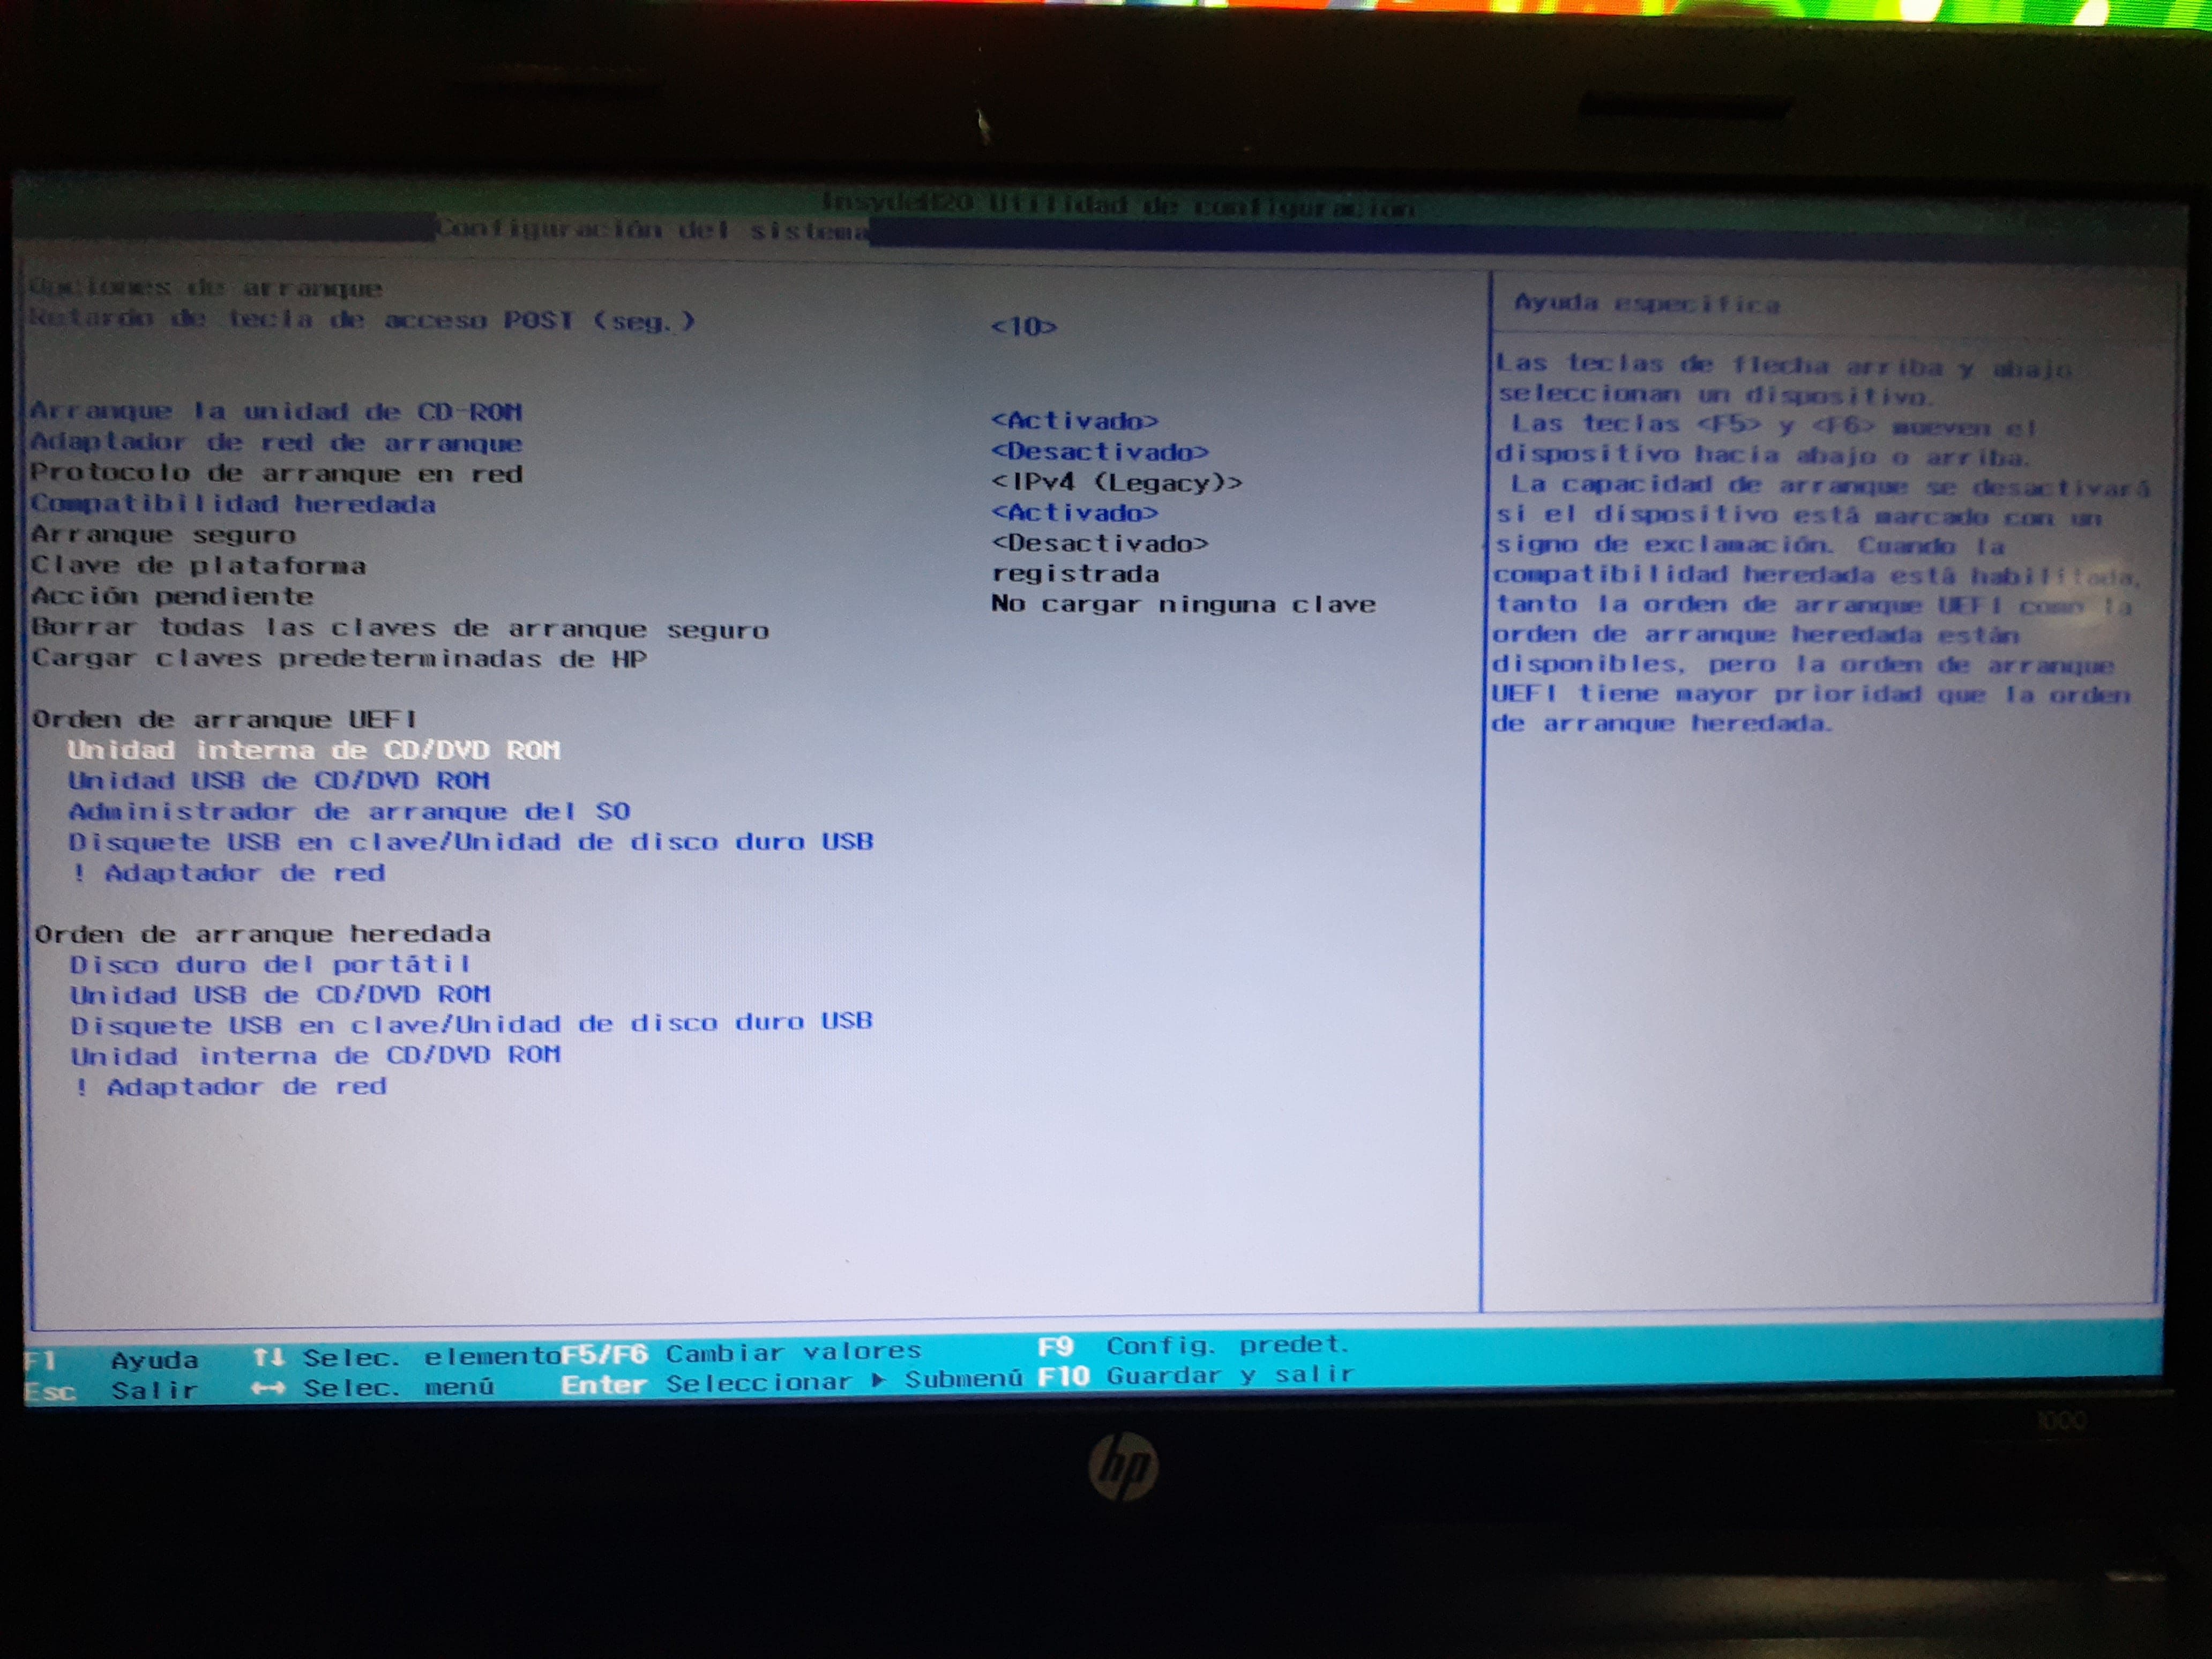 InsydeH20 Utilidad de configuración
Configuración del sistema
Opciones de arranque
Retardo de tecla de acceso POST (seg.) <10>
Arranque la unidad de CD-ROM <Activado>
Adaptador de red de arranque <Desactivado>
Protocolo de arranque en red <IPv4 (Legacy)>
Compatibilidad heredada <Activado>
Arranque seguro <Desactivado>
Clave de plataforma registrada
Acción pendiente No cargar ninguna clave
Borrar todas las claves de arranque seguro
Cargar claves predeterminadas de HP
Orden de arranque UEFI
Unidad interna de CD/DVD ROM
Unidad USB de CD/DVD ROM
Administrador de arranque del SO
Disquete USB en clave/Unidad de disco duro USB
! Adaptador de red
Orden de arranque heredada
Disco duro del portátil
Unidad USB de CD/DVD ROM
Disquete USB en clave/Unidad de disco duro USB
Unidad interna de CD/DVD ROM
! Adaptador de red
Ayuda específica
Las teclas de flecha arriba y abajo
seleccionan un dispositivo.
Las teclas <F5> y <F6> mueven el
dispositivo hacia abajo o arriba.
La capacidad de arranque se desactivará
si el dispositivo está marcado con un
signo de exclamación. Cuando la
compatibilidad heredada está habilitada,
tanto la orden de arranque UEFI como la
orden de arranque heredada están
disponibles, pero la orden de arranque
UEFI tiene mayor prioridad que la orden
de arranque heredada.
F1 Ayuda ↑↓ Selec. elemento F5/F6 Cambiar valores F9 Config. predet.
Esc Salir ↔ Selec. menú Enter Seleccionar ▶ Submenú F10 Guardar y salir
1000
hp